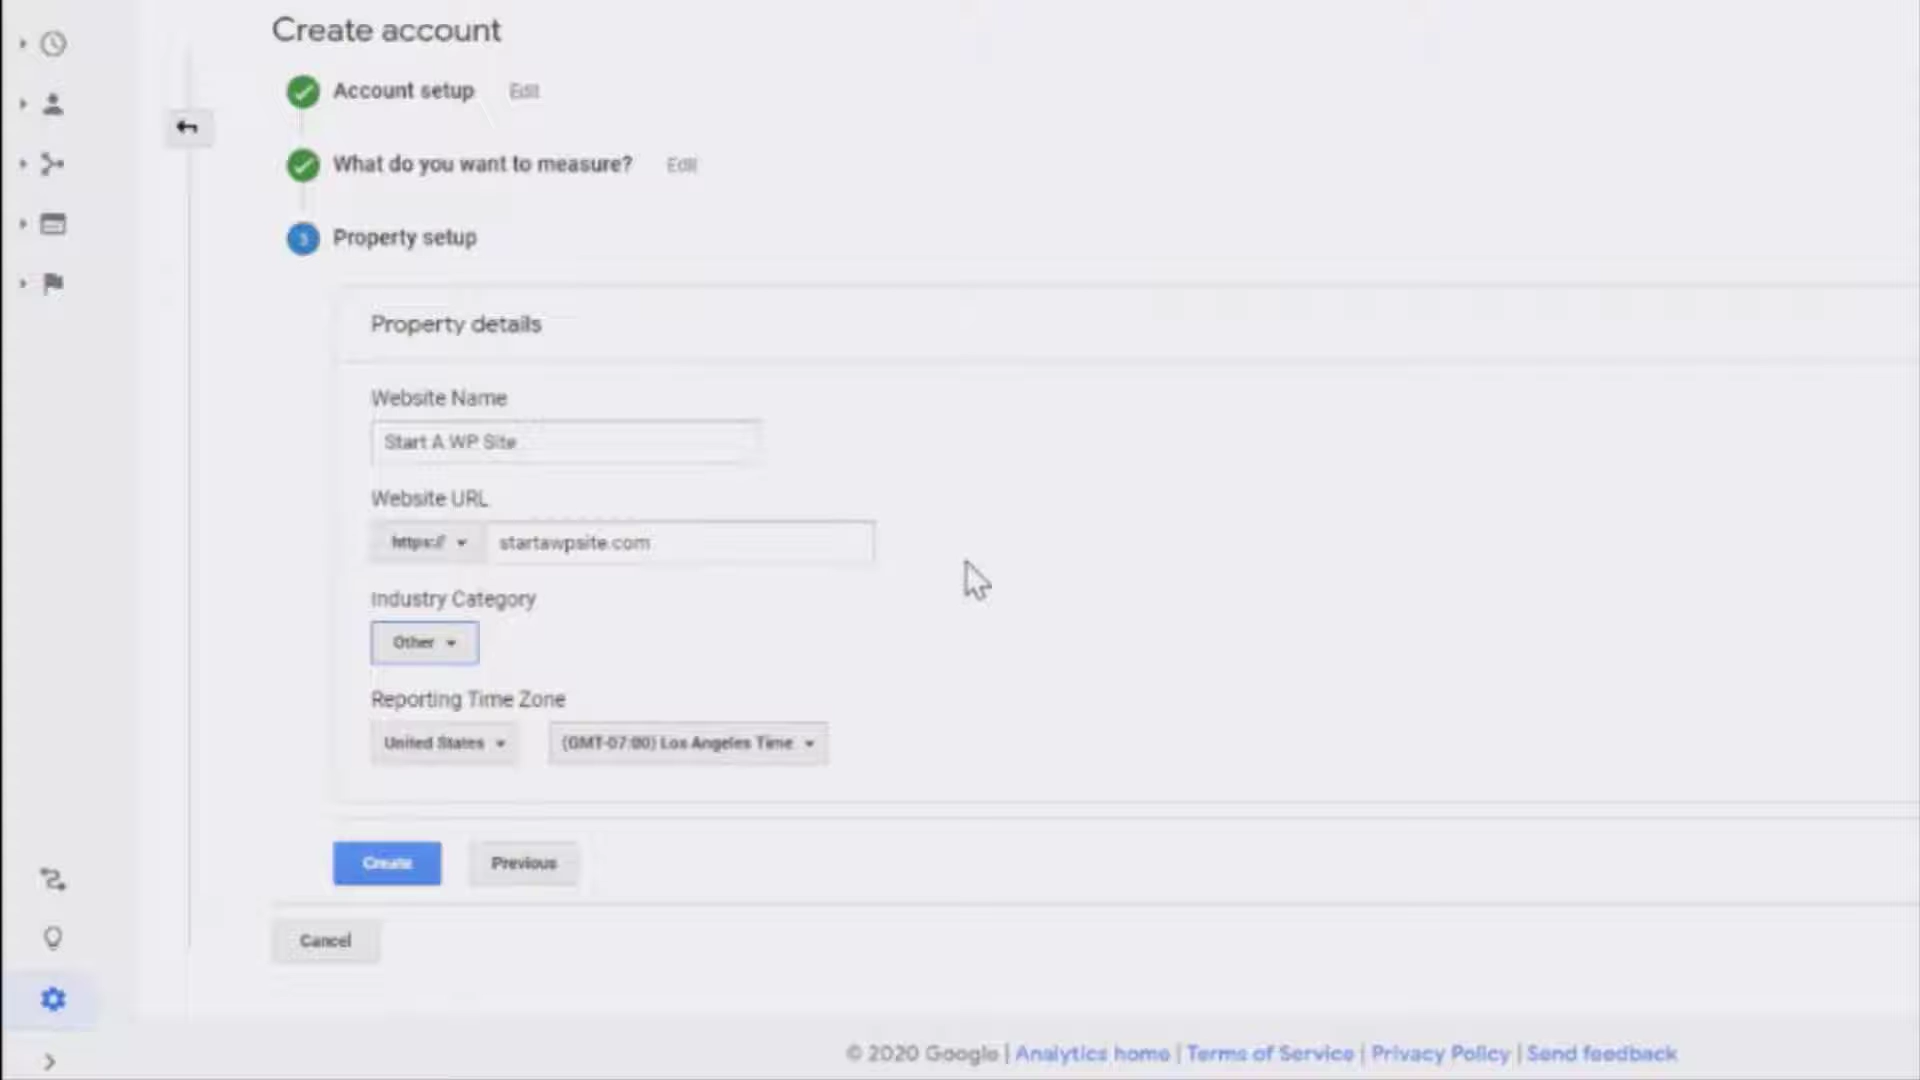 Create account
Account setup Edit
What do you want to measure? Edit
3 Property setup
Property details
Website Name
Start A WP Site
Website URL
https:// startawpsite.com
Industry Category
Other
Reporting Time Zone
United States (GMT-07:00) Los Angeles Time
Create Previous
Cancel
© 2020 Google | Analytics home | Terms of Service | Privacy Policy | Send feedback